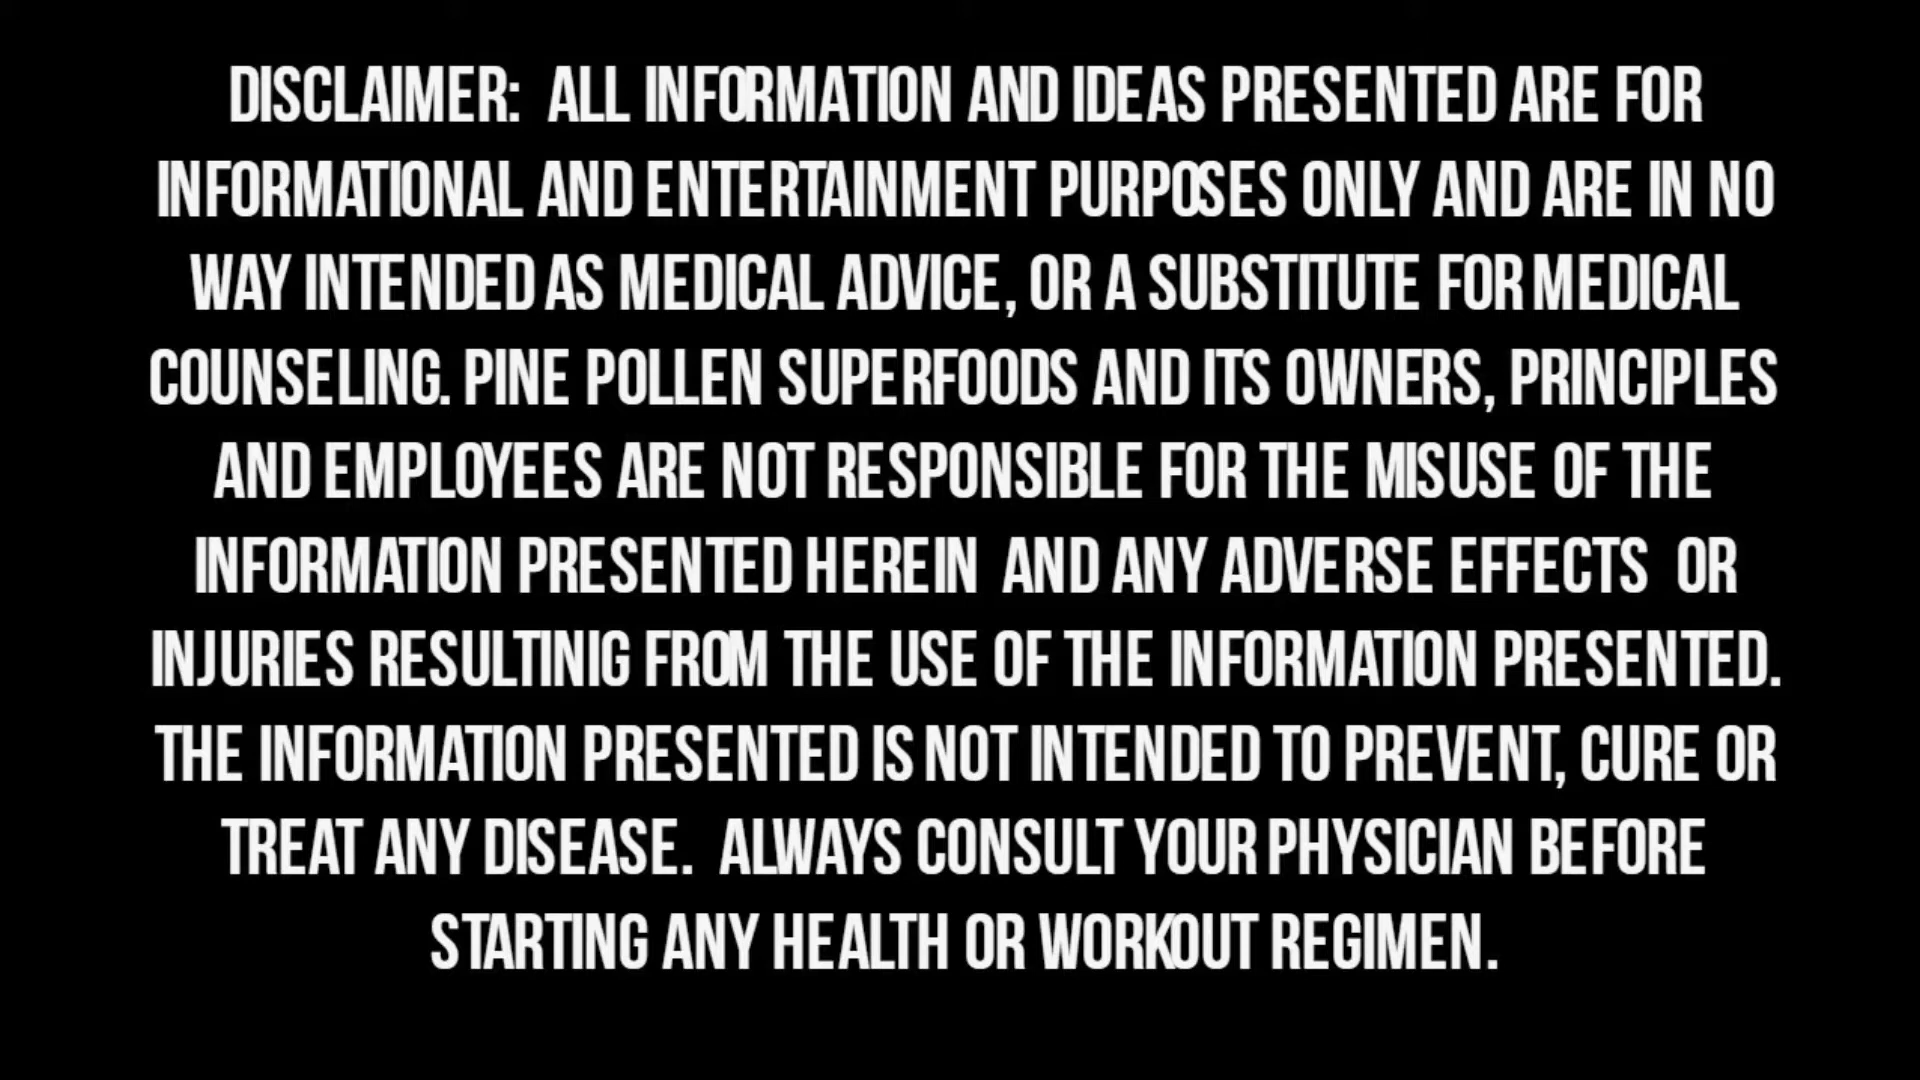 DISCLAIMER: ALL INFORMATION AND IDEAS PRESENTED ARE FOR
INFORMATIONAL AND ENTERTAINMENT PURPOSES ONLY AND ARE IN NO
WAY INTENDED AS MEDICAL ADVICE, OR A SUBSTITUTE FOR MEDICAL
COUNSELING. PINE POLLEN SUPERFOODS AND ITS OWNERS, PRINCIPLES
AND EMPLOYEES ARE NOT RESPONSIBLE FOR THE MISUSE OF THE
INFORMATION PRESENTED HEREIN AND ANY ADVERSE EFFECTS OR
INJURIES RESULTINIG FROM THE USE OF THE INFORMATION PRESENTED.
THE INFORMATION PRESENTED IS NOT INTENDED TO PREVENT, CURE OR
TREAT ANY DISEASE. ALWAYS CONSULT YOUR PHYSICIAN BEFORE
STARTING ANY HEALTH OR WORKOUT REGIMEN.